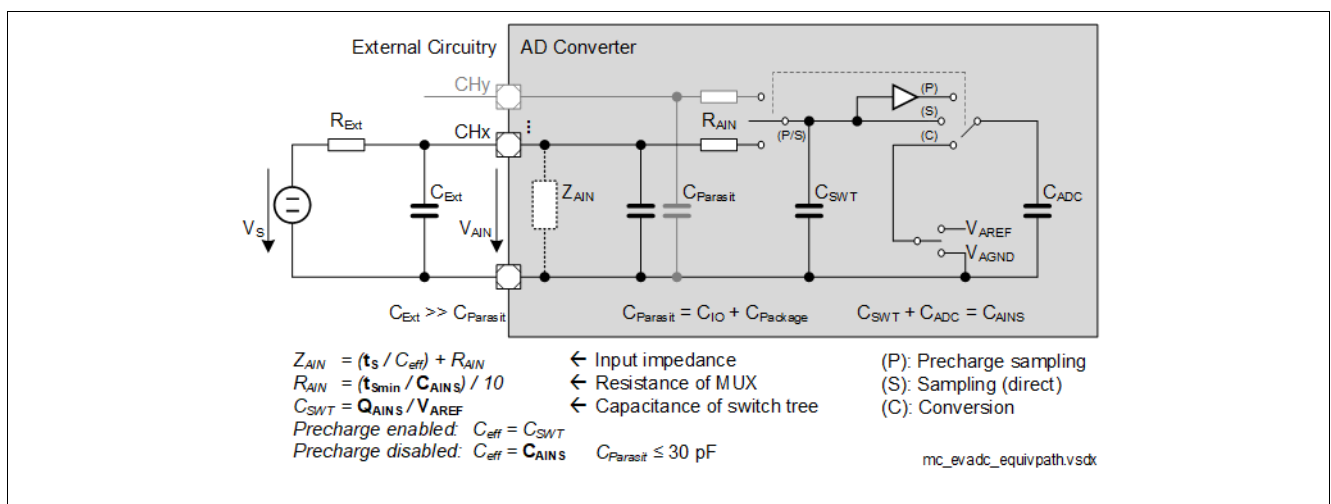 External Circuitry AD Converter
CHy
(P)
RExt
CHx
⋮
RAIN
(P/S)
(S)
(C)
VS
CExt
VAIN
ZAIN
CParasit
CSWT
CADC
VAREF
VAGND
CExt >> CParasit
CParasit = CIO + CPackage
CSWT + CADC = CAINS
ZAIN = (tS / Ceff) + RAIN ← Input impedance (P): Precharge sampling
RAIN = (tSmin / CAINS) / 10 ← Resistance of MUX (S): Sampling (direct)
CSWT = QAINS / VAREF ← Capacitance of switch tree (C): Conversion
Precharge enabled: Ceff = CSWT
Precharge disabled: Ceff = CAINS CParasit ≤ 30 pF mc_evadc_equivpath.vsdx